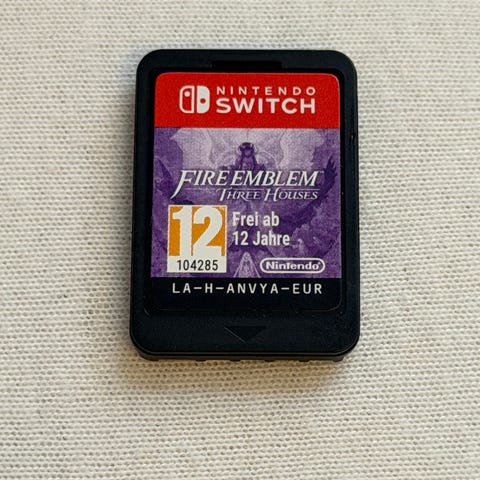 NINTENDO
SWITCH
FIRE EMBLEM
THREE HOUSES
12
104285
Frei ab
12 Jahre
Nintendo
LA-H-ANVYA-EUR